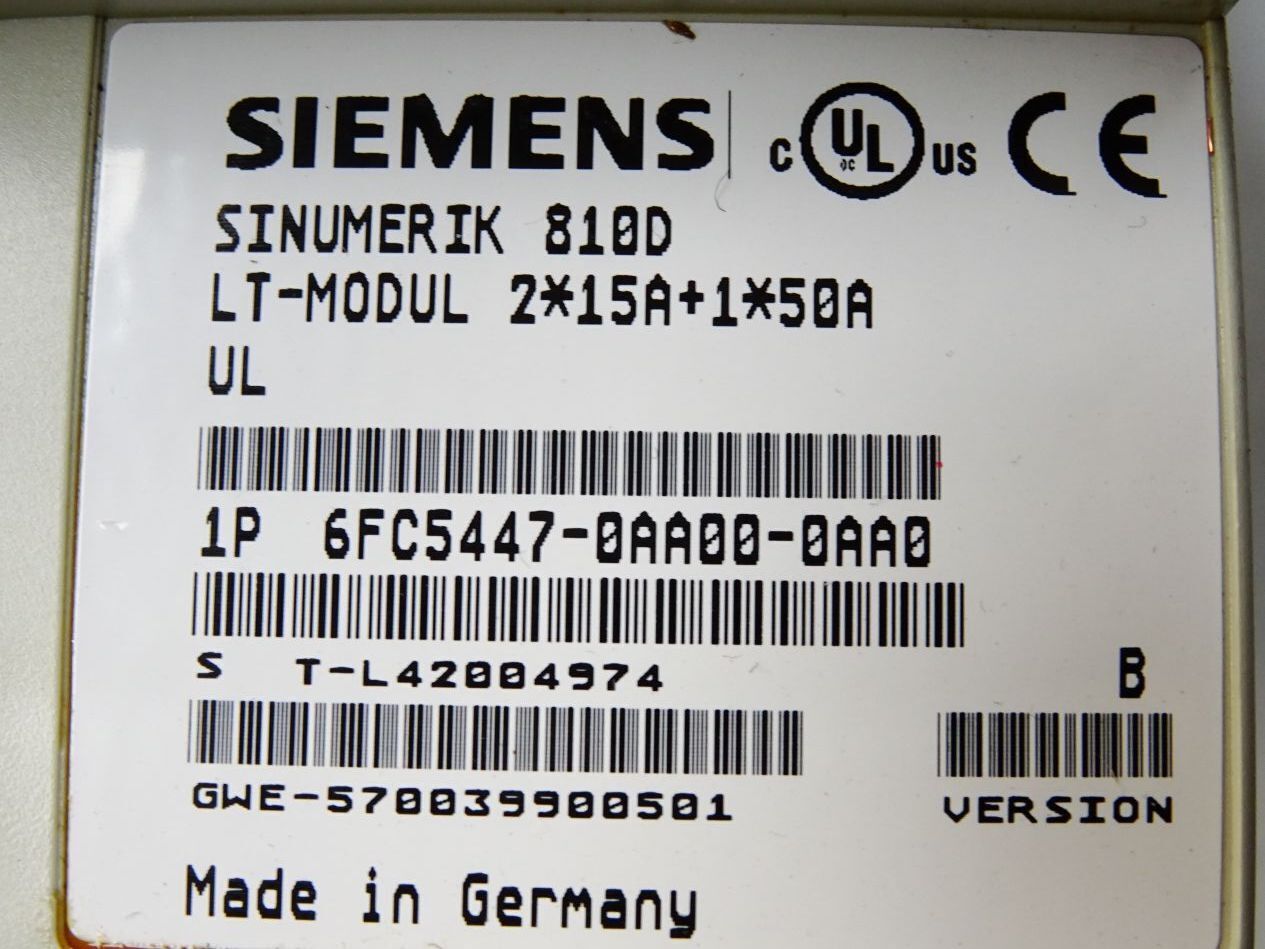 SIEMENS c UL us CE
SINUMERIK 810D
LT-MODUL 2*15A+1*50A
UL
1P 6FC5447-0AA00-0AA0
S T-L42004974 B
GWE-570039900501 VERSION
Made in Germany